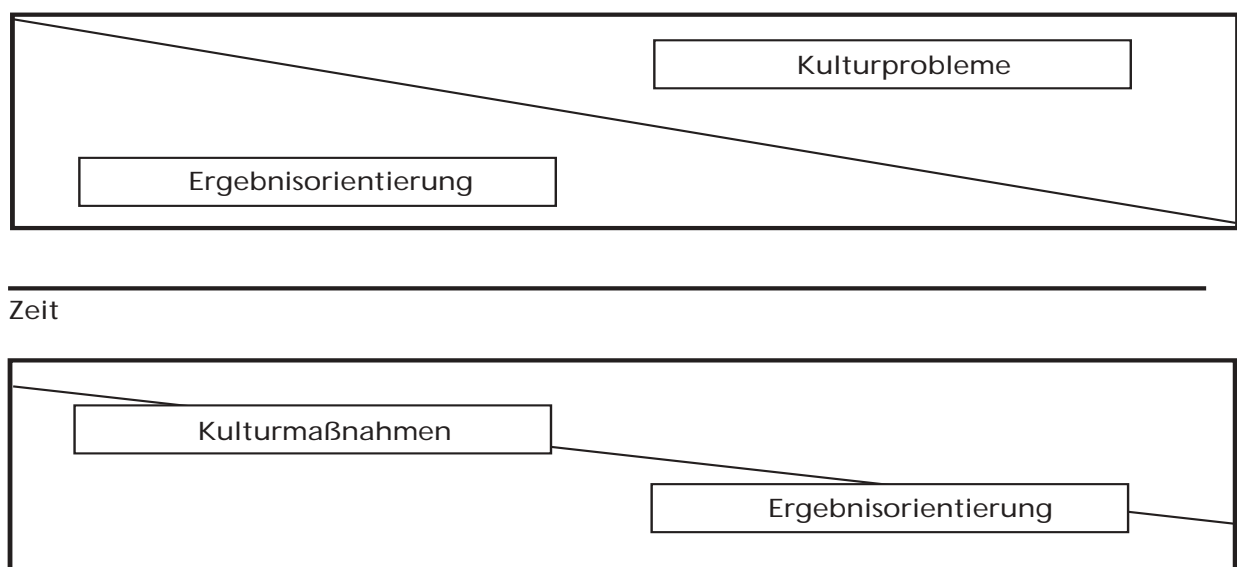 Kulturprobleme
Ergebnisorientierung
Zeit
Kulturmaßnahmen
Ergebnisorientierung